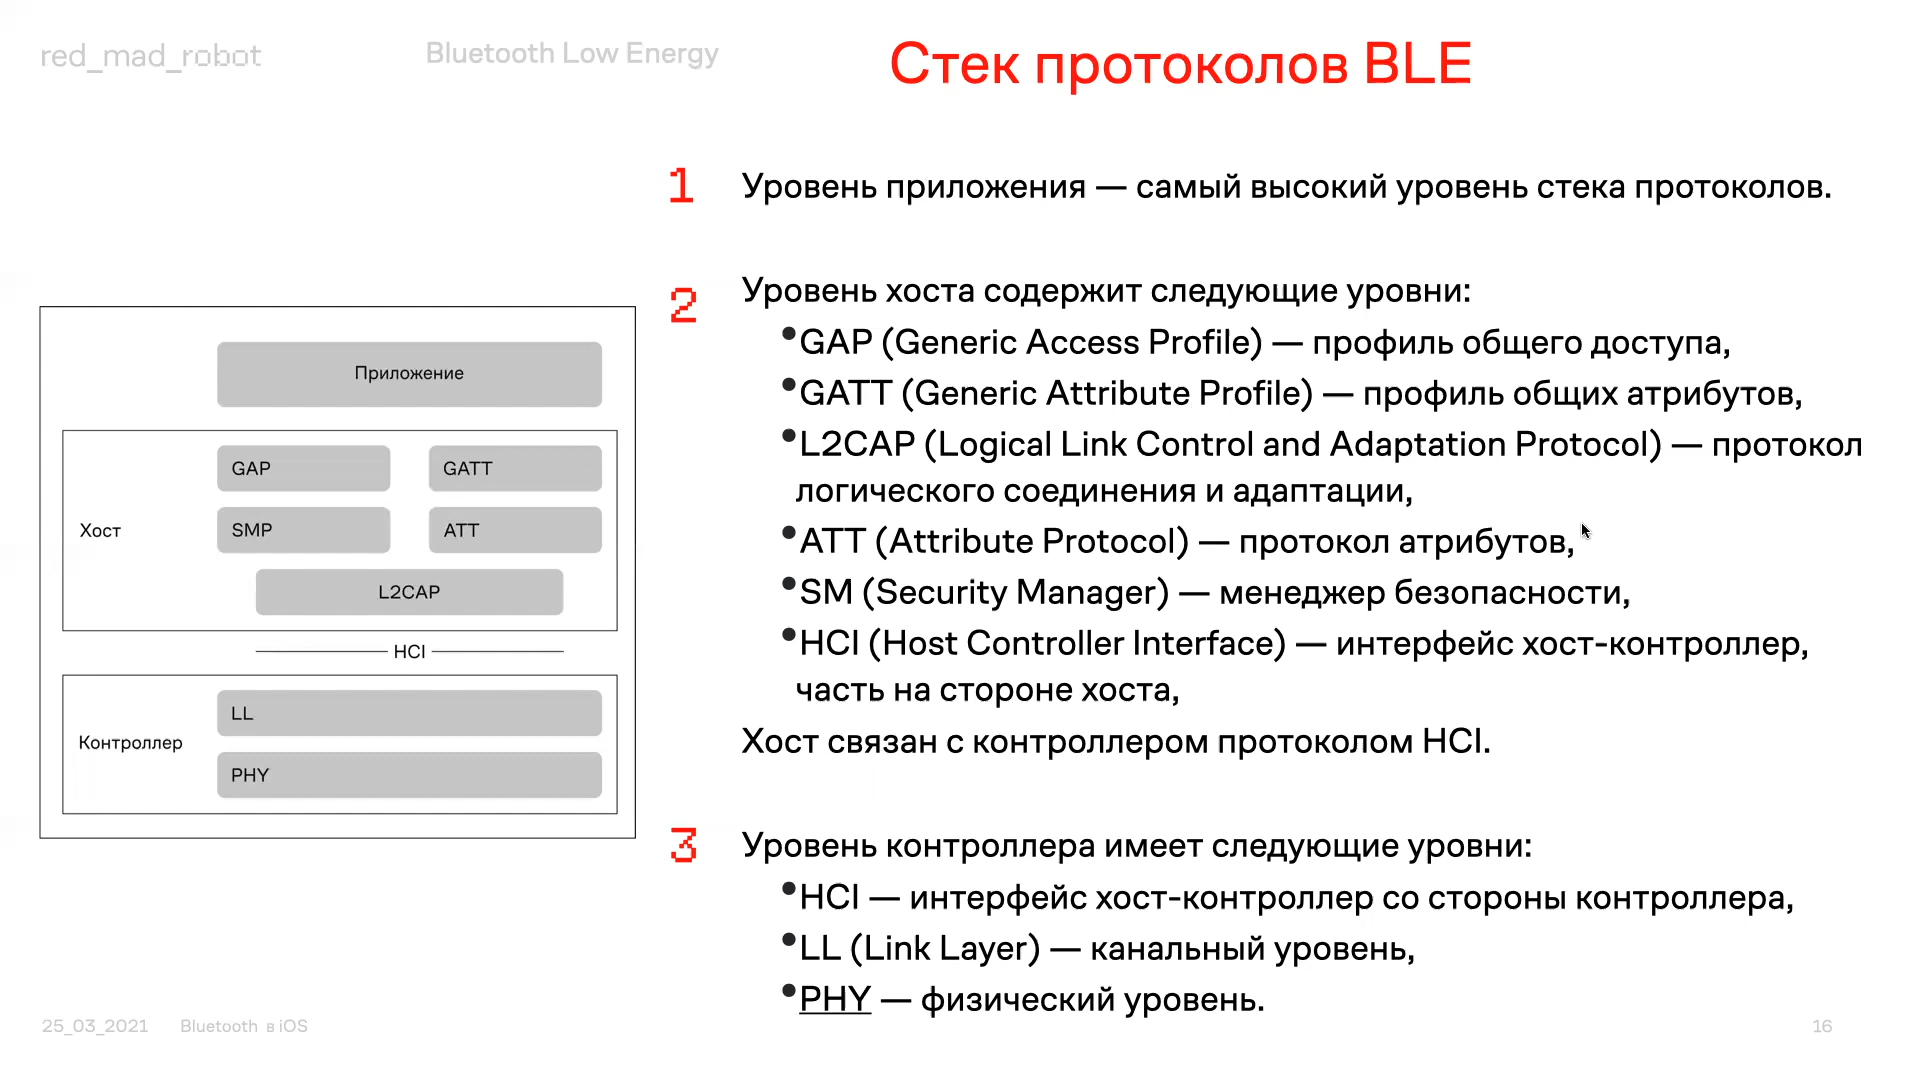 red_mad_robot
Bluetooth Low Energy
Стек протоколов BLE
Приложение
Хост
GAP
GATT
SMP
ATT
L2CAP
HCI
Контроллер
LL
PHY
1
Уровень приложения — самый высокий уровень стека протоколов.
2
Уровень хоста содержит следующие уровни:
•GAP (Generic Access Profile) — профиль общего доступа,
•GATT (Generic Attribute Profile) — профиль общих атрибутов,
•L2CAP (Logical Link Control and Adaptation Protocol) — протокол
логического соединения и адаптации,
•ATT (Attribute Protocol) — протокол атрибутов,
•SM (Security Manager) — менеджер безопасности,
•HCI (Host Controller Interface) — интерфейс хост-контроллер,
часть на стороне хоста,
Хост связан с контроллером протоколом HCI.
3
Уровень контроллера имеет следующие уровни:
•HCI — интерфейс хост-контроллер со стороны контроллера,
•LL (Link Layer) — канальный уровень,
•PHY — физический уровень.
25_03_2021
Bluetooth в iOS
16